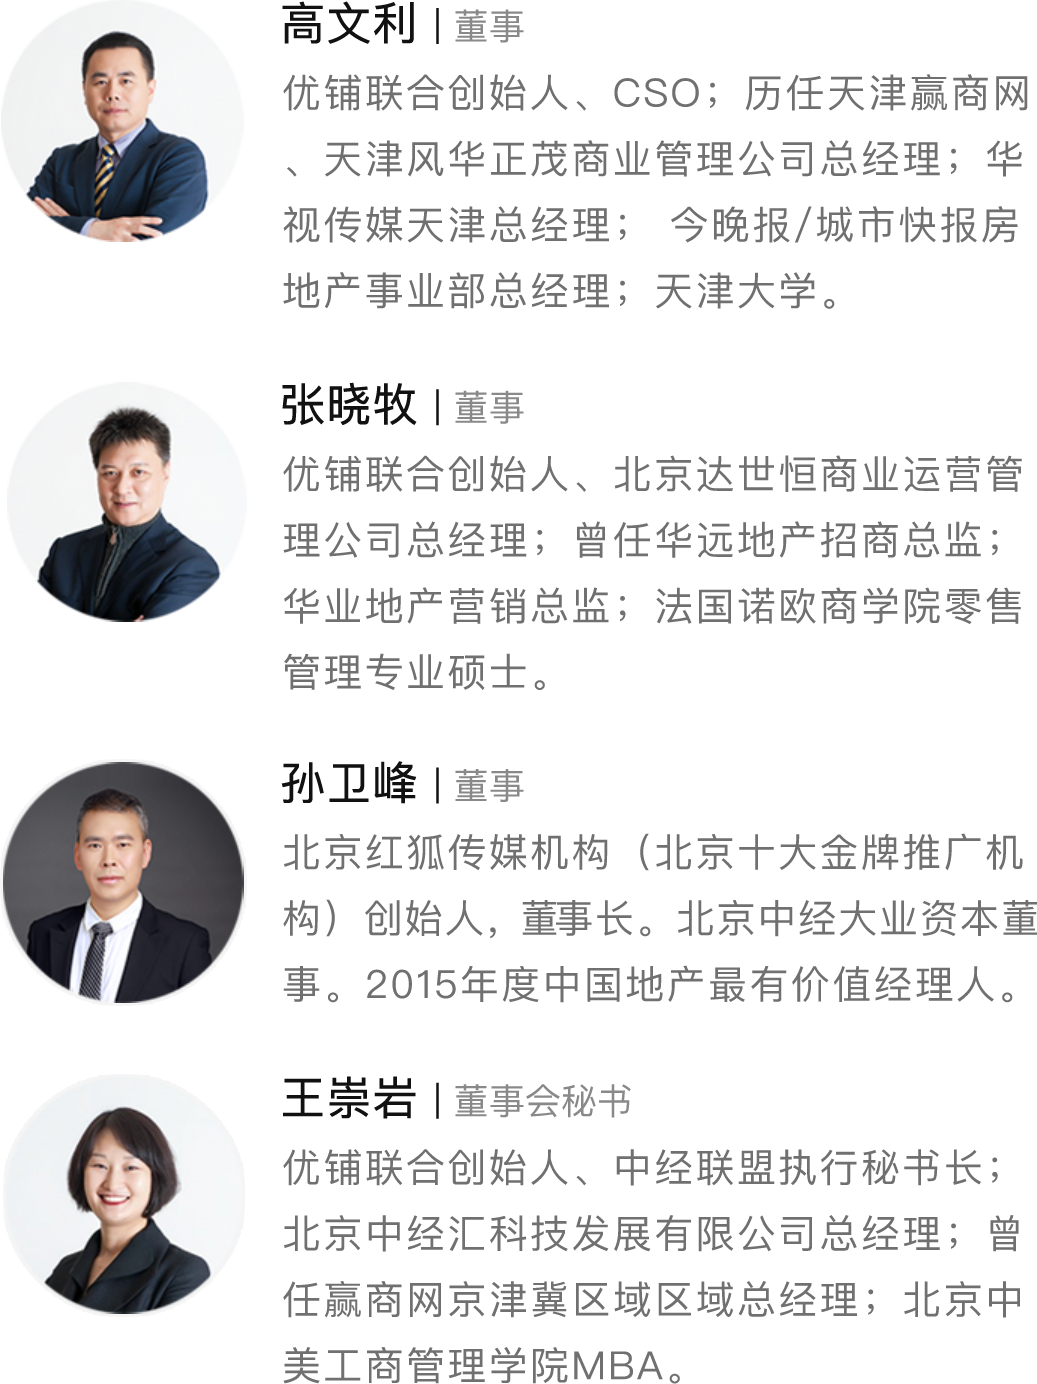 高文利 | 董事
优铺联合创始人、CSO；历任天津赢商网
、天津风华正茂商业管理公司总经理；华
视传媒天津总经理； 今晚报/城市快报房
地产事业部总经理；天津大学。
张晓牧 | 董事
优铺联合创始人、北京达世恒商业运营管
理公司总经理；曾任华远地产招商总监；
华业地产营销总监；法国诺欧商学院零售
管理专业硕士。
孙卫峰 | 董事
北京红狐传媒机构（北京十大金牌推广机
构）创始人，董事长。北京中经大业资本董
事。2015年度中国地产最有价值经理人。
王崇岩 | 董事会秘书
优铺联合创始人、中经联盟执行秘书长；
北京中经汇科技发展有限公司总经理；曾
任赢商网京津冀区域区域总经理；北京中
美工商管理学院MBA。